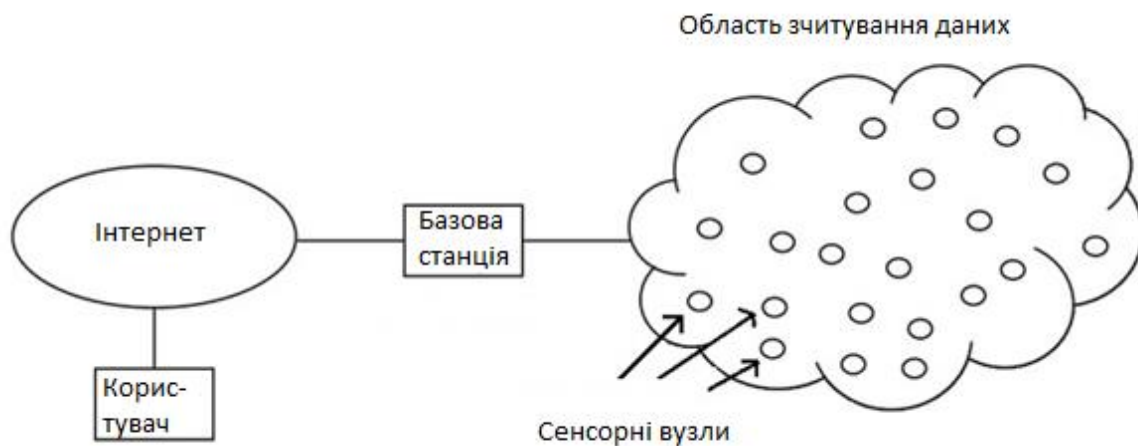 Область зчитування даних
Інтернет
Базова
станція
Корис-
тувач
Сенсорні вузли